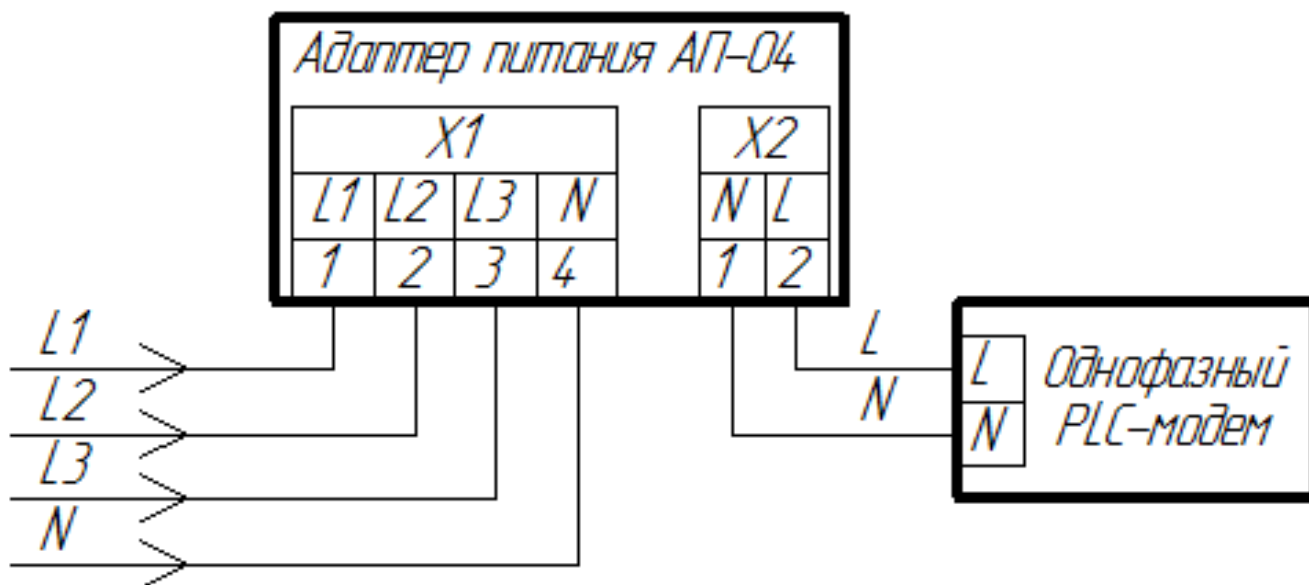 Адаптер питания АП-04
X1 X2
L1 L2 L3 N N L
1 2 3 4 1 2
L1
L2
L3
N
L
N
L
N
Однофазный
PLC-модем